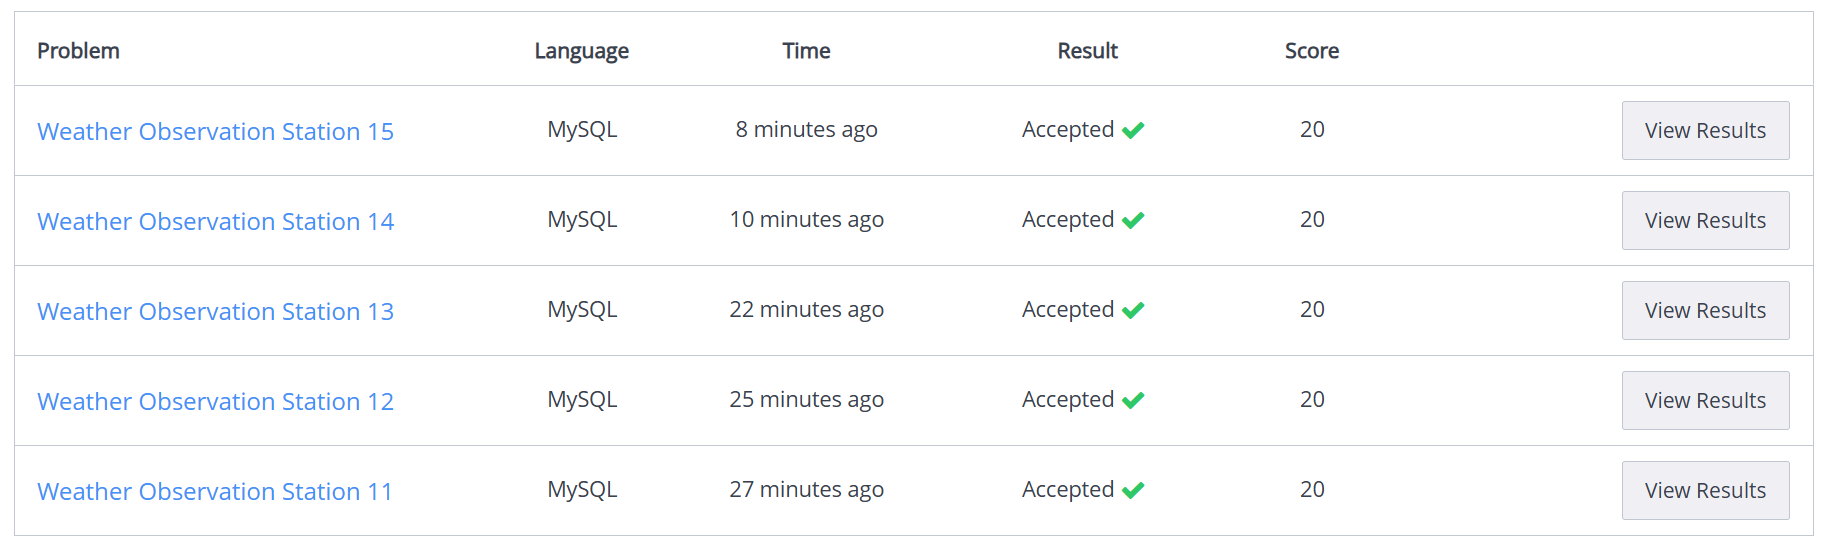 Problem Language Time Result Score
Weather Observation Station 15 MySQL 8 minutes ago Accepted 20 View Results
Weather Observation Station 14 MySQL 10 minutes ago Accepted 20 View Results
Weather Observation Station 13 MySQL 22 minutes ago Accepted 20 View Results
Weather Observation Station 12 MySQL 25 minutes ago Accepted 20 View Results
Weather Observation Station 11 MySQL 27 minutes ago Accepted 20 View Results